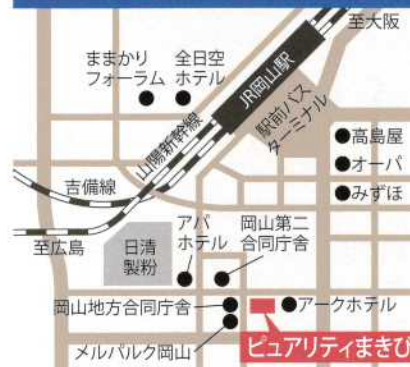 至大阪
ままかり
フォーラム
全日空
ホテル
JR岡山駅
駅前バス
ターミナル
山陽新幹線
高島屋
オーパ
みずほ
吉備線
至広島
日清
製粉
アパ
ホテル
岡山第二
合同庁舎
岡山地方合同庁舎
アークホテル
メルパルク岡山
ピュアリティまきび